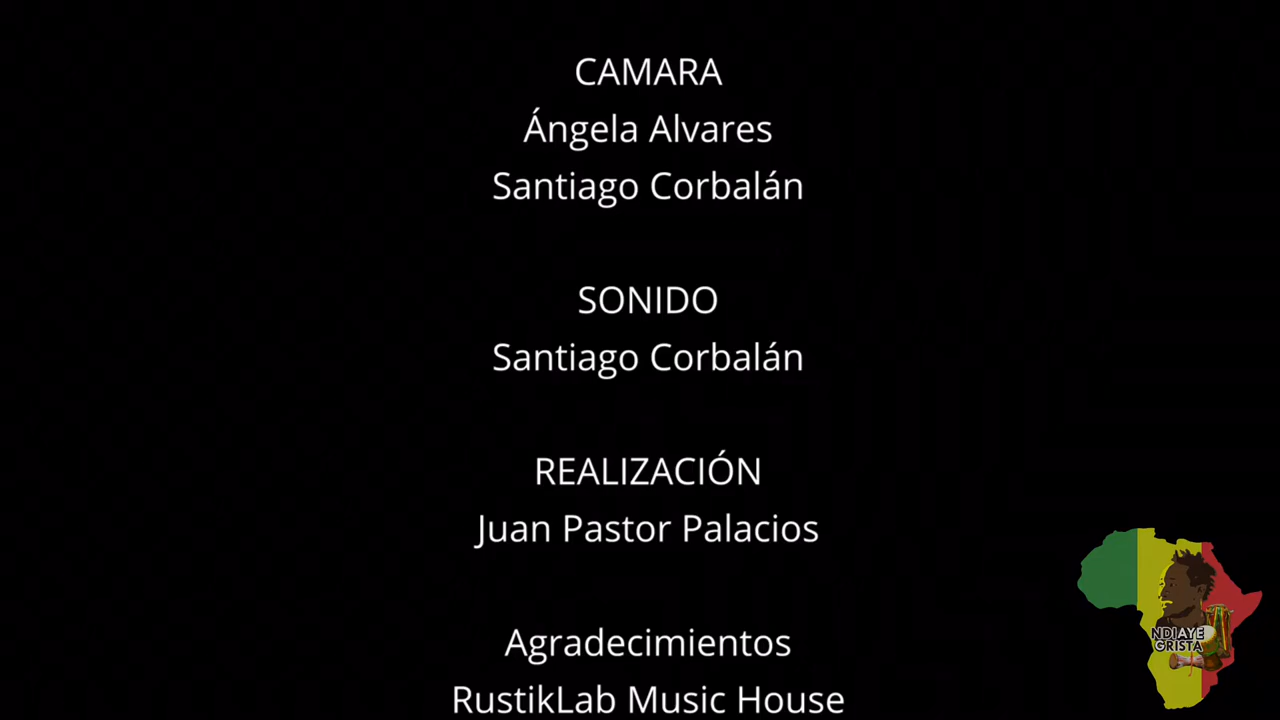 CAMARA
Ángela Alvares
Santiago Corbalán
SONIDO
Santiago Corbalán
REALIZACIÓN
Juan Pastor Palacios
Agradecimientos
RustikLab Music House
NDIAYE
GRISTA